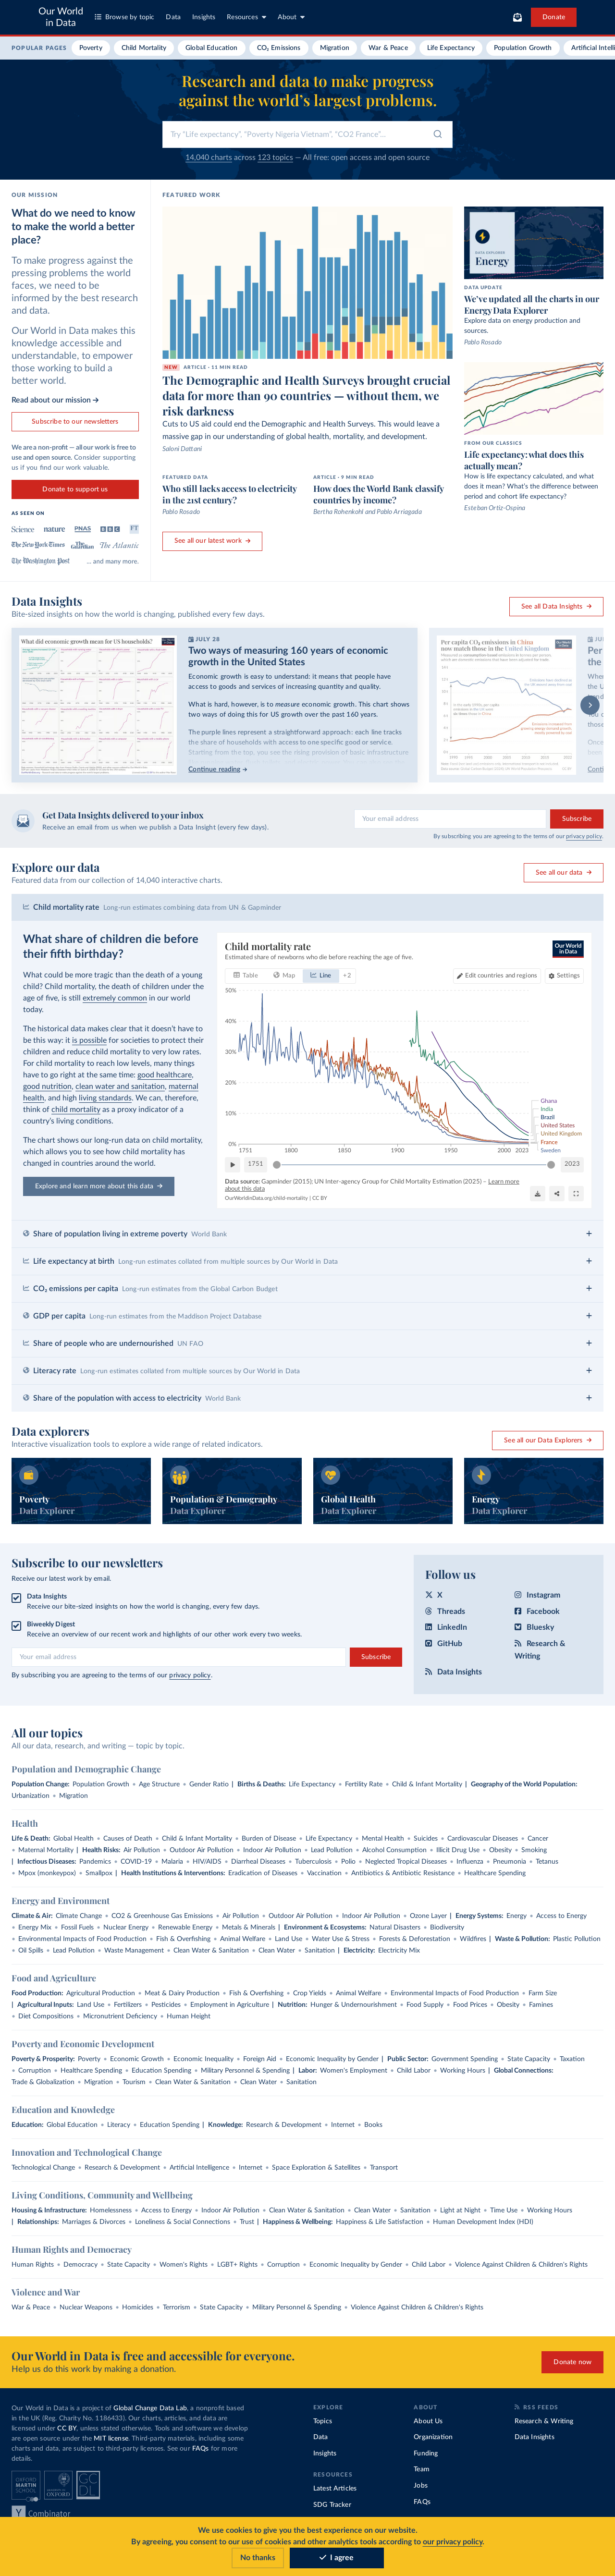 Our World
in Data
Browse by topic
Data
Insights
Resources
About
Donate
POPULAR PAGES
Poverty
Child Mortality
Global Education
CO₂ Emissions
Migration
War & Peace
Life Expectancy
Population Growth
Artificial Intelli
Research and data to make progress
against the world's largest problems.
Try "Life expectancy", "Poverty Nigeria Vietnam", "CO2 France"...
14,040 charts across 123 topics — All free: open access and open source
OUR MISSION
What do we need to know
to make the world a better
place?
To make progress against the
pressing problems the world
faces, we need to be
informed by the best research
and data.
Our World in Data makes this
knowledge accessible and
understandable, to empower
those working to build a
better world.
Read about our mission →
Subscribe to our newsletters
We are a non-profit — all our work is free to
use and open source. Consider supporting
us if you find our work valuable.
Donate to support us
AS SEEN ON
Science
nature
PNAS
BBC
FT
The New York Times
The Guardian
The Atlantic
The Washington Post
... and many more.
FEATURED WORK
NEW ARTICLE • 11 MIN READ
The Demographic and Health Surveys brought crucial
data for more than 90 countries — without them, we
risk darkness
Cuts to US aid could end the Demographic and Health Surveys. This would leave a
massive gap in our understanding of global health, mortality, and development.
Saloni Dattani
FEATURED DATA
Who still lacks access to electricity
in the 21st century?
Pablo Rosado
ARTICLE • 9 MIN READ
How does the World Bank classify
countries by income?
Bertha Rohenkohl and Pablo Arriagada
See all our latest work →
DATA EXPLORER
Energy
DATA UPDATE
We've updated all the charts in our
Energy Data Explorer
Explore data on energy production and
sources.
Pablo Rosado
FROM OUR CLASSICS
Life expectancy: what does this
actually mean?
How is life expectancy calculated, and what
does it mean? What's the difference between
period and cohort life expectancy?
Esteban Ortiz-Ospina
Data Insights
Bite-sized insights on how the world is changing, published every few days.
See all Data Insights →
What did economic growth mean for US households?
JULY 28
Two ways of measuring 160 years of economic
growth in the United States
Economic growth is easy to understand: it means that people have
access to goods and services of increasing quantity and quality.
What is hard, however, is to measure economic growth. This chart shows
two ways of doing this for US growth over the past 160 years.
The purple lines represent a straightforward approach: each line tracks
the share of households with access to one specific good or service.
Starting from the top, you see the rising provision of basic infrastructure
Continue reading →
Per capita CO₂ emissions in China
now match those in the United Kingdom
Get Data Insights delivered to your inbox
Receive an email from us when we publish a Data Insight (every few days).
Your email address
Subscribe
By subscribing you are agreeing to the terms of our privacy policy.
Explore our data
Featured data from our collection of 14,040 interactive charts.
See all our data →
Child mortality rate Long-run estimates combining data from UN & Gapminder
What share of children die before
their fifth birthday?
What could be more tragic than the death of a young
child? Child mortality, the death of children under the
age of five, is still extremely common in our world
today.
The historical data makes clear that it doesn't have to
be this way: it is possible for societies to protect their
children and reduce child mortality to very low rates.
For child mortality to reach low levels, many things
have to go right at the same time: good healthcare,
good nutrition, clean water and sanitation, maternal
health, and high living standards. We can, therefore,
think of child mortality as a proxy indicator of a
country's living conditions.
The chart shows our long-run data on child mortality,
which allows you to see how child mortality has
changed in countries around the world.
Explore and learn more about this data →
Child mortality rate
Estimated share of newborns who die before reaching the age of five.
Our World
in Data
Table
Map
Line
+2
Edit countries and regions
Settings
50%
40%
30%
20%
10%
0%
1751
1800
1850
1900
1950
2000
2023
Ghana
India
Brazil
United States
United Kingdom
France
Sweden
1751
2023
Data source: Gapminder (2015); UN Inter-agency Group for Child Mortality Estimation (2025) – Learn more
about this data
OurWorldinData.org/child-mortality | CC BY
Share of population living in extreme poverty World Bank
Life expectancy at birth Long-run estimates collated from multiple sources by Our World in Data
CO₂ emissions per capita Long-run estimates from the Global Carbon Budget
GDP per capita Long-run estimates from the Maddison Project Database
Share of people who are undernourished UN FAO
Literacy rate Long-run estimates collated from multiple sources by Our World in Data
Share of the population with access to electricity World Bank
Data explorers
Interactive visualization tools to explore a wide range of related indicators.
See all our Data Explorers →
Poverty
Data Explorer
Population & Demography
Data Explorer
Global Health
Data Explorer
Energy
Data Explorer
Subscribe to our newsletters
Receive our latest work by email.
Data Insights
Receive our bite-sized insights on how the world is changing, every few days.
Biweekly Digest
Receive an overview of our recent work and highlights of our other work every two weeks.
Your email address
Subscribe
By subscribing you are agreeing to the terms of our privacy policy.
Follow us
X
Instagram
Threads
Facebook
LinkedIn
Bluesky
GitHub
Research &
Writing
Data Insights
All our topics
All our data, research, and writing — topic by topic.
Population and Demographic Change
Population Change: Population Growth • Age Structure • Gender Ratio | Births & Deaths: Life Expectancy • Fertility Rate • Child & Infant Mortality | Geography of the World Population:
Urbanization • Migration
Health
Life & Death: Global Health • Causes of Death • Child & Infant Mortality • Burden of Disease • Life Expectancy • Mental Health • Suicides • Cardiovascular Diseases • Cancer
• Maternal Mortality | Health Risks: Air Pollution • Outdoor Air Pollution • Indoor Air Pollution • Lead Pollution • Alcohol Consumption • Illicit Drug Use • Obesity • Smoking
| Infectious Diseases: Pandemics • COVID-19 • Malaria • HIV/AIDS • Diarrheal Diseases • Tuberculosis • Polio • Neglected Tropical Diseases • Influenza • Pneumonia • Tetanus
• Mpox (monkeypox) • Smallpox | Health Institutions & Interventions: Eradication of Diseases • Vaccination • Antibiotics & Antibiotic Resistance • Healthcare Spending
Energy and Environment
Climate & Air: Climate Change • CO2 & Greenhouse Gas Emissions • Air Pollution • Outdoor Air Pollution • Indoor Air Pollution • Ozone Layer | Energy Systems: Energy • Access to Energy
• Energy Mix • Fossil Fuels • Nuclear Energy • Renewable Energy • Metals & Minerals | Environment & Ecosystems: Natural Disasters • Biodiversity
• Environmental Impacts of Food Production • Fish & Overfishing • Animal Welfare • Land Use • Water Use & Stress • Forests & Deforestation • Wildfires | Waste & Pollution: Plastic Pollution
• Oil Spills • Lead Pollution • Waste Management • Clean Water & Sanitation • Clean Water • Sanitation | Electricity: Electricity Mix
Food and Agriculture
Food Production: Agricultural Production • Meat & Dairy Production • Fish & Overfishing • Crop Yields • Animal Welfare • Environmental Impacts of Food Production • Farm Size
| Agricultural Inputs: Land Use • Fertilizers • Pesticides • Employment in Agriculture | Nutrition: Hunger & Undernourishment • Food Supply • Food Prices • Obesity • Famines
• Diet Compositions • Micronutrient Deficiency • Human Height
Poverty and Economic Development
Poverty & Prosperity: Poverty • Economic Growth • Economic Inequality • Foreign Aid • Economic Inequality by Gender | Public Sector: Government Spending • State Capacity • Taxation
• Corruption • Healthcare Spending • Education Spending • Military Personnel & Spending | Labor: Women's Employment • Child Labor • Working Hours | Global Connections:
Trade & Globalization • Migration • Tourism • Clean Water & Sanitation • Clean Water • Sanitation
Education and Knowledge
Education: Global Education • Literacy • Education Spending | Knowledge: Research & Development • Internet • Books
Innovation and Technological Change
Technological Change • Research & Development • Artificial Intelligence • Internet • Space Exploration & Satellites • Transport
Living Conditions, Community and Wellbeing
Housing & Infrastructure: Homelessness • Access to Energy • Indoor Air Pollution • Clean Water & Sanitation • Clean Water • Sanitation • Light at Night • Time Use • Working Hours
| Relationships: Marriages & Divorces • Loneliness & Social Connections • Trust | Happiness & Wellbeing: Happiness & Life Satisfaction • Human Development Index (HDI)
Human Rights and Democracy
Human Rights • Democracy • State Capacity • Women's Rights • LGBT+ Rights • Corruption • Economic Inequality by Gender • Child Labor • Violence Against Children & Children's Rights
Violence and War
War & Peace • Nuclear Weapons • Homicides • Terrorism • State Capacity • Military Personnel & Spending • Violence Against Children & Children's Rights
Our World in Data is free and accessible for everyone.
Help us do this work by making a donation.
Donate now
Our World in Data is a project of Global Change Data Lab, a nonprofit based
in the UK (Reg. Charity No. 1186433). Our charts, articles, and data are
licensed under CC BY, unless stated otherwise. Tools and software we develop
are open source under the MIT license. Third-party materials, including some
charts and data, are subject to third-party licenses. See our FAQs for more
details.
OXFORD
MARTIN
SCHOOL
UNIVERSITY OF
OXFORD
GC
DL
Y Combinator
EXPLORE
Topics
Data
Insights
RESOURCES
Latest Articles
SDG Tracker
ABOUT
About Us
Organization
Funding
Team
Jobs
FAQs
RSS FEEDS
Research & Writing
Data Insights
We use cookies to give you the best experience on our website.
By agreeing, you consent to our use of cookies and other analytics tools according to our privacy policy.
No thanks
I agree